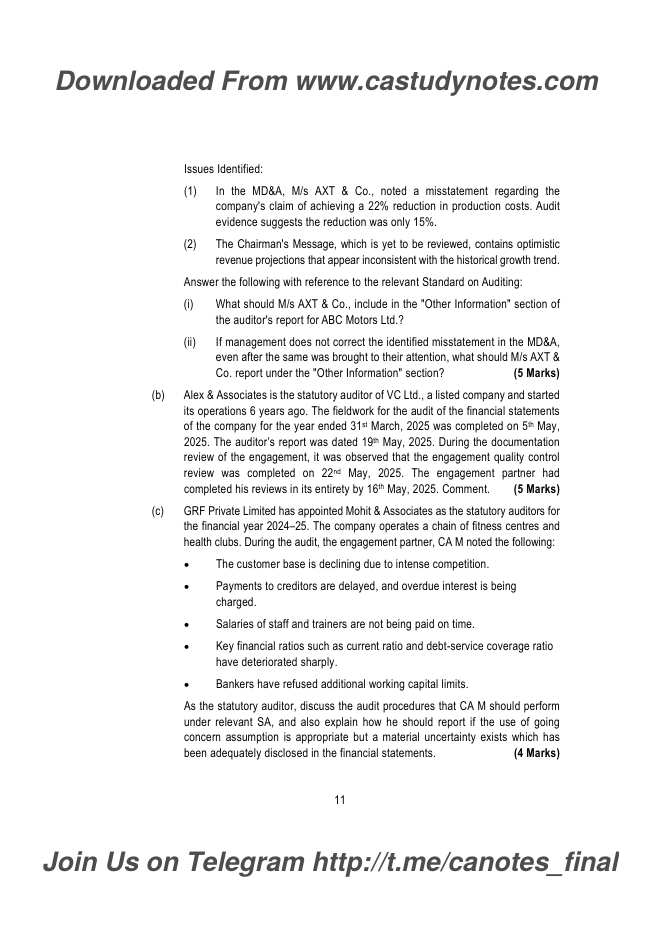 Downloaded From www.castudynotes.com
Issues Identified:
(1) In the MD&A, M/s AXT & Co., noted a misstatement regarding the
company's claim of achieving a 22% reduction in production costs. Audit
evidence suggests the reduction was only 15%.
(2) The Chairman's Message, which is yet to be reviewed, contains optimistic
revenue projections that appear inconsistent with the historical growth trend.
Answer the following with reference to the relevant Standard on Auditing:
(i) What should M/s AXT & Co., include in the "Other Information" section of
the auditor's report for ABC Motors Ltd.?
(ii) If management does not correct the identified misstatement in the MD&A,
even after the same was brought to their attention, what should M/s AXT &
Co. report under the "Other Information" section? (5 Marks)
(b) Alex & Associates is the statutory auditor of VC Ltd., a listed company and started
its operations 6 years ago. The fieldwork for the audit of the financial statements
of the company for the year ended 31st March, 2025 was completed on 5th May,
2025. The auditor's report was dated 19th May, 2025. During the documentation
review of the engagement, it was observed that the engagement quality control
review was completed on 22nd May, 2025. The engagement partner had
completed his reviews in its entirety by 16th May, 2025. Comment. (5 Marks)
(c) GRF Private Limited has appointed Mohit & Associates as the statutory auditors for
the financial year 2024–25. The company operates a chain of fitness centres and
health clubs. During the audit, the engagement partner, CA M noted the following:
• The customer base is declining due to intense competition.
• Payments to creditors are delayed, and overdue interest is being
charged.
• Salaries of staff and trainers are not being paid on time.
• Key financial ratios such as current ratio and debt-service coverage ratio
have deteriorated sharply.
• Bankers have refused additional working capital limits.
As the statutory auditor, discuss the audit procedures that CA M should perform
under relevant SA, and also explain how he should report if the use of going
concern assumption is appropriate but a material uncertainty exists which has
been adequately disclosed in the financial statements. (4 Marks)
11
Join Us on Telegram http://t.me/canotes_final